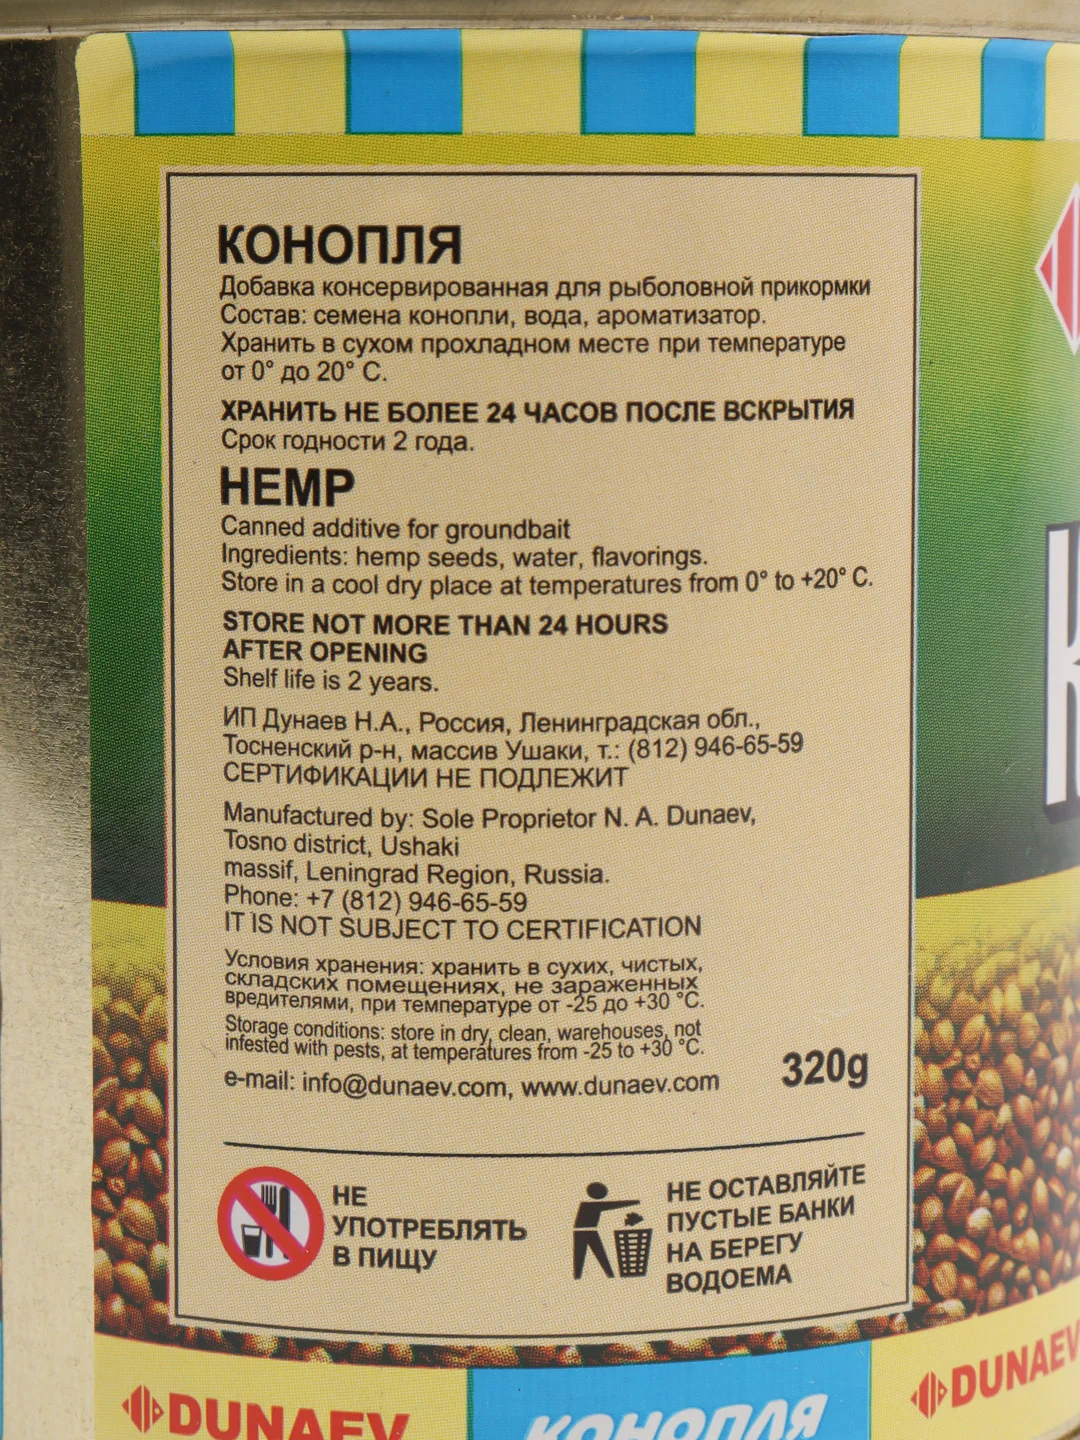 КОНОПЛЯ
Добавка консервированная для рыболовной прикормки
Состав: семена конопли, вода, ароматизатор.
Хранить в сухом прохладном месте при температуре
от 0° до 20° С.
ХРАНИТЬ НЕ БОЛЕЕ 24 ЧАСОВ ПОСЛЕ ВСКРЫТИЯ
Срок годности 2 года.
HEMP
Canned additive for groundbait
Ingredients: hemp seeds, water, flavorings.
Store in a cool dry place at temperatures from 0° to +20° C.
STORE NOT MORE THAN 24 HOURS
AFTER OPENING
Shelf life is 2 years.
ИП Дунаев Н.А., Россия, Ленинградская обл.,
Тосненский р-н, массив Ушаки, т.: (812) 946-65-59
СЕРТИФИКАЦИИ НЕ ПОДЛЕЖИТ
Manufactured by: Sole Proprietor N. A. Dunaev,
Tosno district, Ushaki
massif, Leningrad Region, Russia.
Phone: +7 (812) 946-65-59
IT IS NOT SUBJECT TO CERTIFICATION
Условия хранения: хранить в сухих, чистых,
складских помещениях, не зараженных
вредителями, при температуре от -25 до +30 °С.
Storage conditions: store in dry, clean, warehouses, not
infested with pests, at temperatures from -25 to +30 °C.
e-mail: info@dunaev.com, www.dunaev.com
320g
НЕ
УПОТРЕБЛЯТЬ
В ПИЩУ
НЕ ОСТАВЛЯЙТЕ
ПУСТЫЕ БАНКИ
НА БЕРЕГУ
ВОДОЕМА
DUNAEV
КОНОПЛЯ
DUNAEV